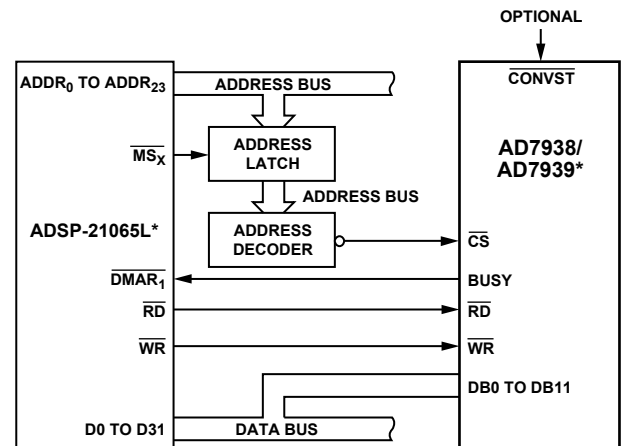 OPTIONAL
ADDR0 TO ADDR23
ADDRESS BUS
CONVST
MSX
ADDRESS
LATCH
AD7938/
AD7939*
ADDRESS BUS
ADSP-21065L*
ADDRESS
DECODER
CS
DMAR1
BUSY
RD
RD
WR
WR
DB0 TO DB11
D0 TO D31
DATA BUS